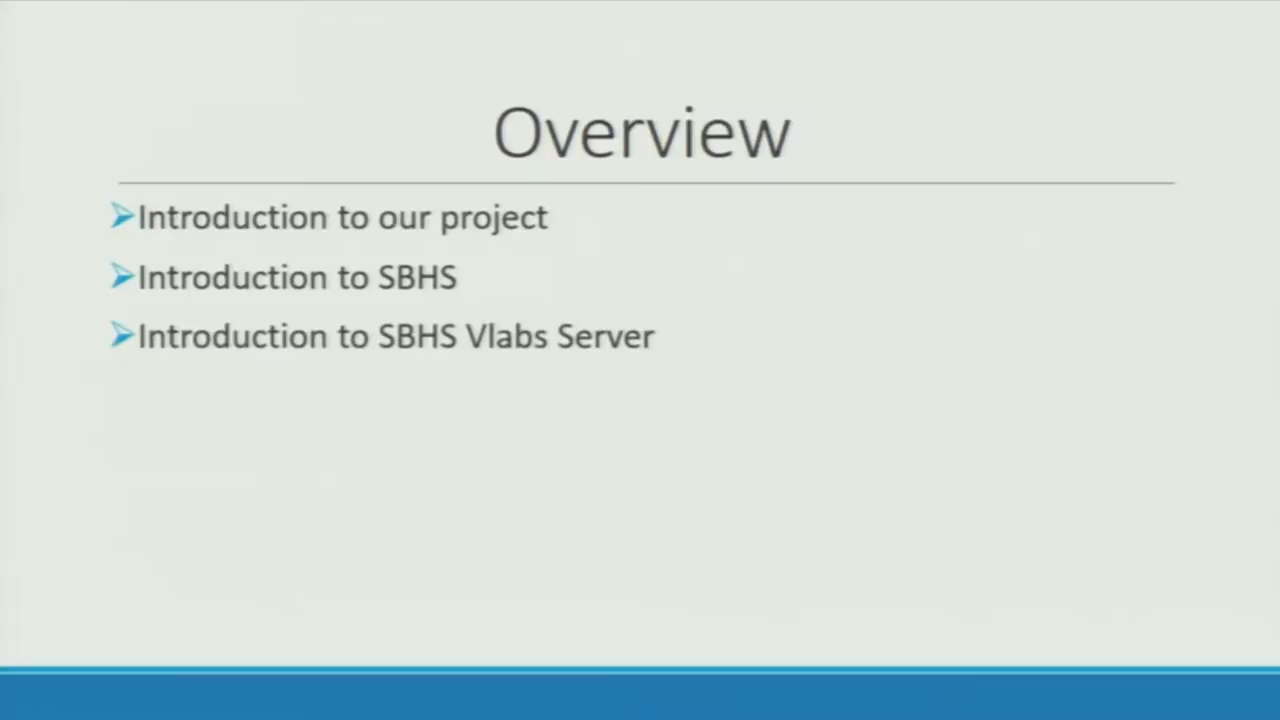 Overview
Introduction to our project
Introduction to SBHS
Introduction to SBHS Vlabs Server